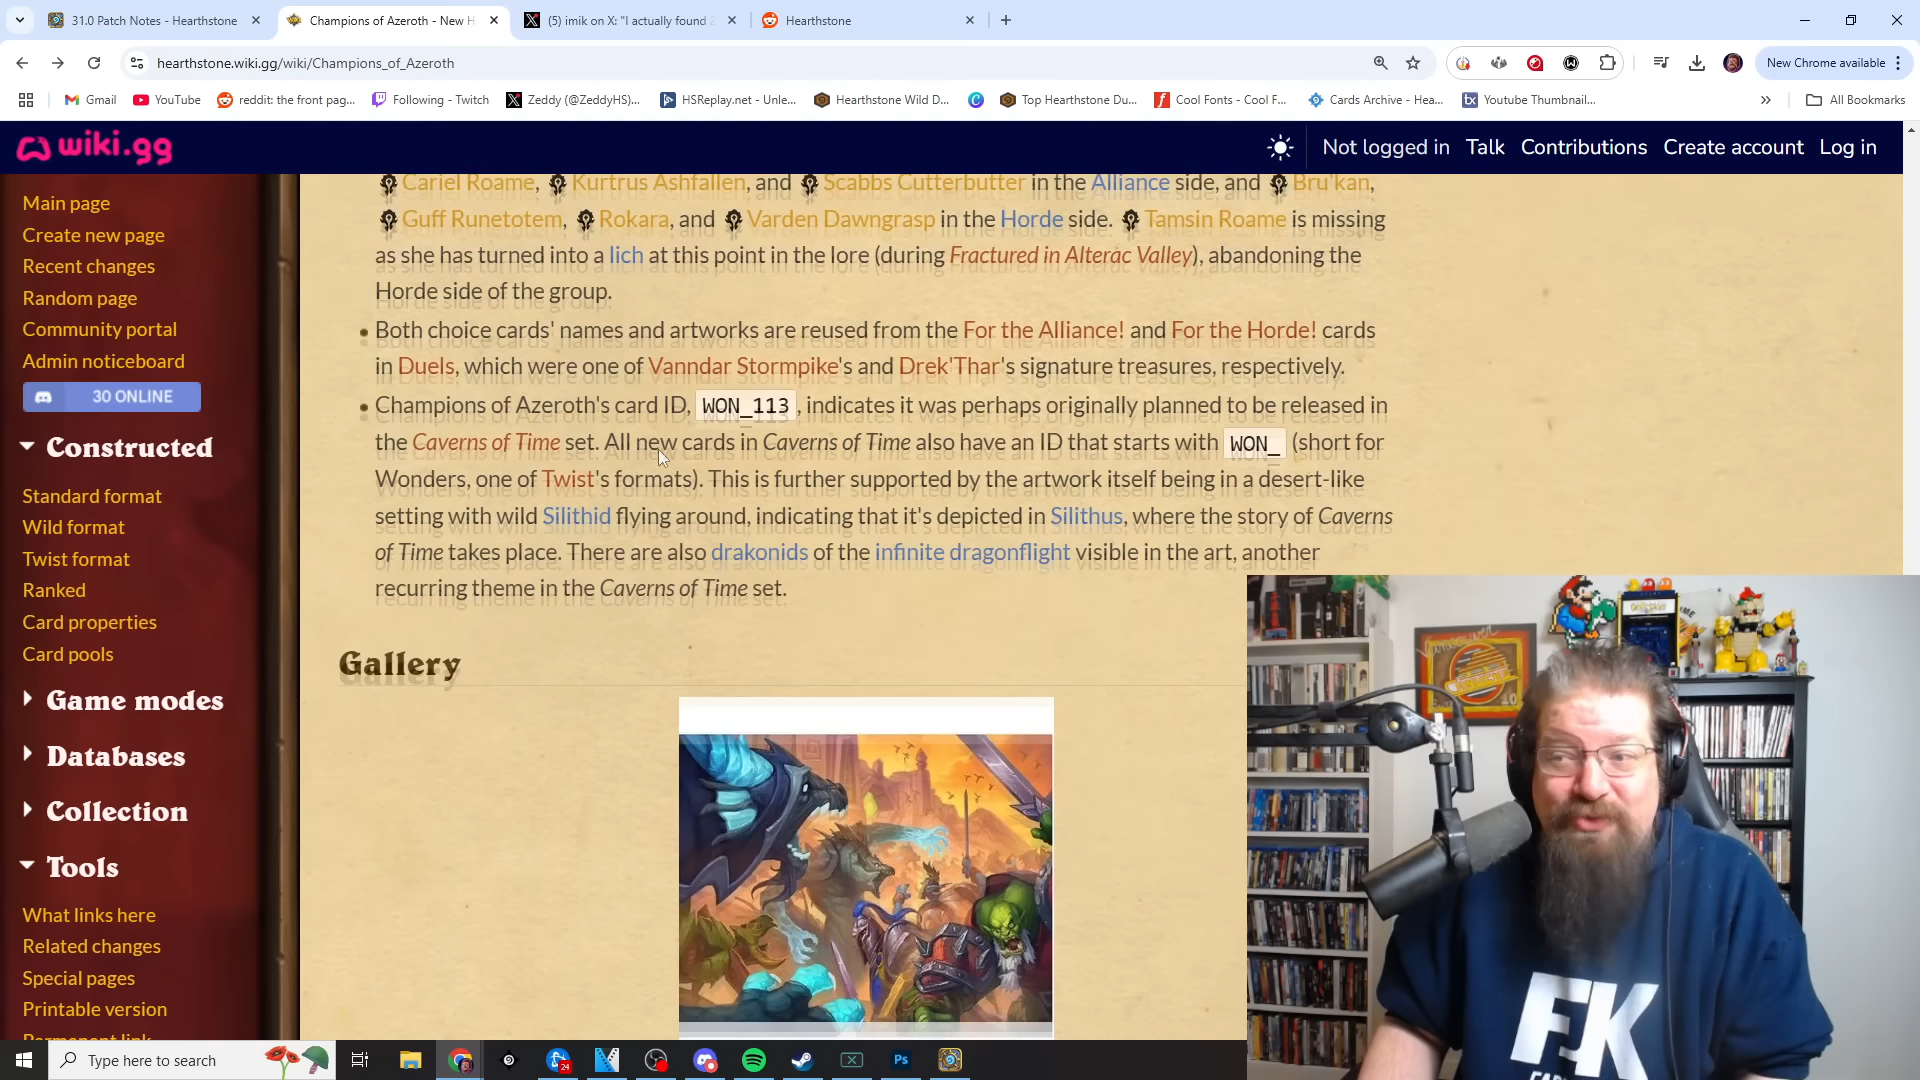 31.0 Patch Notes - Hearthstone
Champions of Azeroth - New H
(5) imik on X: "I actually found
Hearthstone
hearthstone.wiki.gg/wiki/Champions_of_Azeroth
New Chrome available
Gmail
YouTube
reddit: the front pag...
Following - Twitch
Zeddy (@ZeddyHS)...
HSReplay.net - Unle...
Hearthstone Wild D...
Top Hearthstone Du...
Cool Fonts - Cool F...
Cards Archive - Hea...
Youtube Thumbnail...
All Bookmarks
wiki.gg
Not logged in Talk Contributions Create account Log in
Main page
Create new page
Recent changes
Random page
Community portal
Admin noticeboard
30 ONLINE
Constructed
Standard format
Wild format
Twist format
Ranked
Card properties
Card pools
Game modes
Databases
Collection
Tools
What links here
Related changes
Special pages
Printable version
Permanent link
Cariel Roame, Kurtrus Ashfallen, and Scabbs Cutterbutter in the Alliance side, and Bru'kan,
Guff Runetotem, Rokara, and Varden Dawngrasp in the Horde side. Tamsin Roame is missing
as she has turned into a lich at this point in the lore (during Fractured in Alterac Valley), abandoning the
Horde side of the group.
Both choice cards' names and artworks are reused from the For the Alliance! and For the Horde! cards
in Duels, which were one of Vanndar Stormpike's and Drek'Thar's signature treasures, respectively.
Champions of Azeroth's card ID, WON_113, indicates it was perhaps originally planned to be released in
the Caverns of Time set. All new cards in Caverns of Time also have an ID that starts with WON_ (short for
Wonders, one of Twist's formats). This is further supported by the artwork itself being in a desert-like
setting with wild Silithid flying around, indicating that it's depicted in Silithus, where the story of Caverns
of Time takes place. There are also drakonids of the infinite dragonflight visible in the art, another
recurring theme in the Caverns of Time set.
Gallery
Vancouver
FK
Type here to search
24
Ps